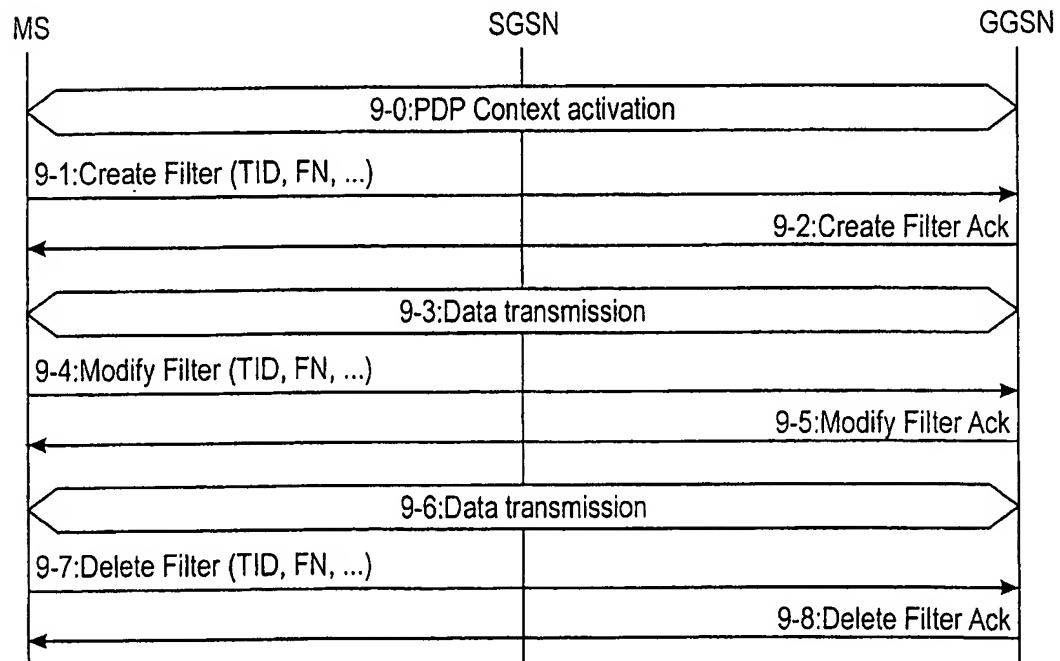 MS SGSN GGSN
9-0:PDP Context activation
9-1:Create Filter (TID, FN, ...)
9-2:Create Filter Ack
9-3:Data transmission
9-4:Modify Filter (TID, FN, ...)
9-5:Modify Filter Ack
9-6:Data transmission
9-7:Delete Filter (TID, FN, ...)
9-8:Delete Filter Ack